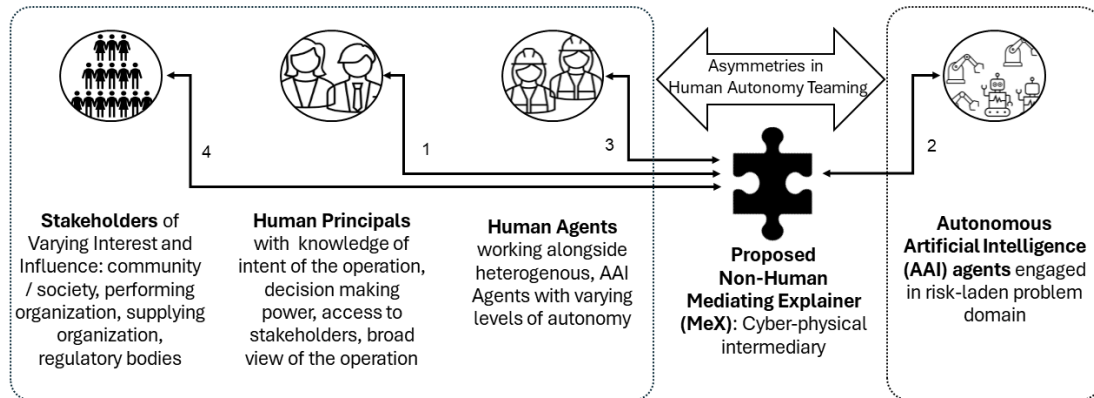 Asymmetries in
Human Autonomy Teaming
4
1
3
2
Stakeholders of
Varying Interest and
Influence: community
/ society, performing
organization, supplying
organization,
regulatory bodies
Human Principals
with knowledge of
intent of the operation,
decision making
power, access to
stakeholders, broad
view of the operation
Human Agents
working alongside
heterogenous, AAI
Agents with varying
levels of autonomy
Proposed
Non-Human
Mediating Explainer
(MeX): Cyber-physical
intermediary
Autonomous
Artificial Intelligence
(AAI) agents engaged
in risk-laden problem
domain